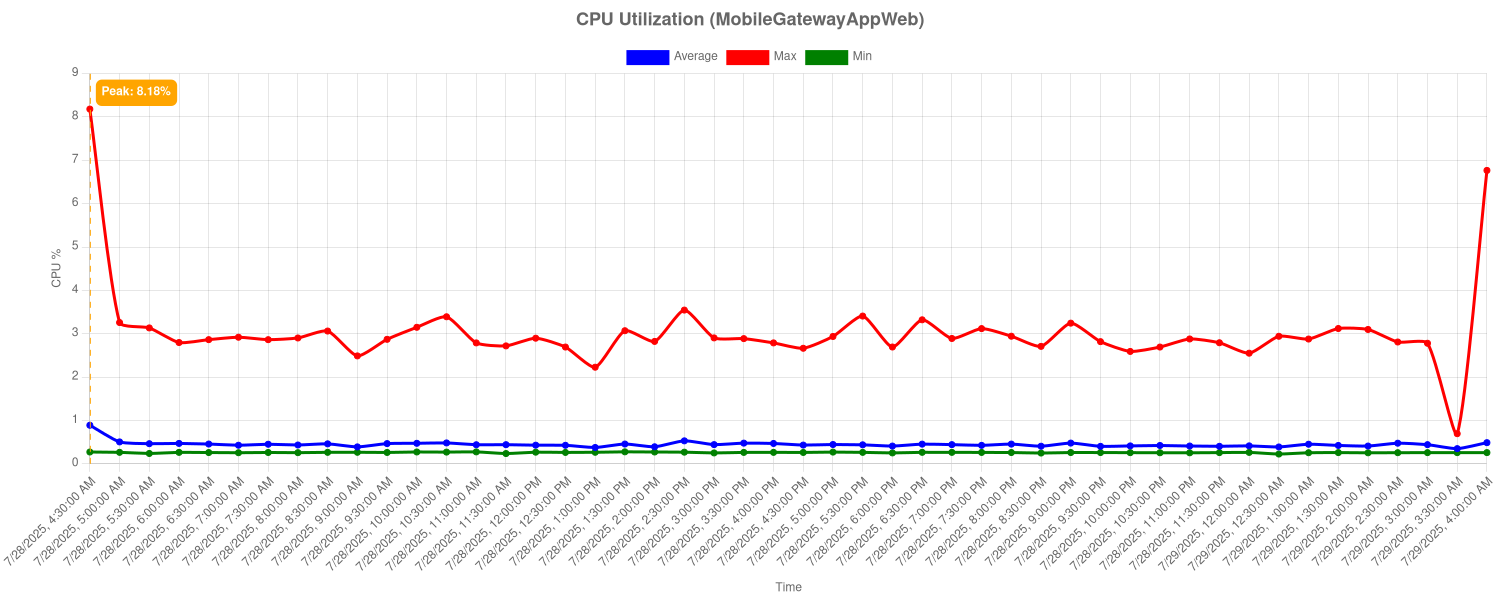 CPU Utilization (MobileGatewayAppWeb)
Average Max Min
Peak: 8.18%
CPU %
9
8
7
6
5
4
3
2
1
0
7/28/2025, 4:30:00 AM
7/28/2025, 5:00:00 AM
7/28/2025, 5:30:00 AM
7/28/2025, 6:00:00 AM
7/28/2025, 6:30:00 AM
7/28/2025, 7:00:00 AM
7/28/2025, 7:30:00 AM
7/28/2025, 8:00:00 AM
7/28/2025, 8:30:00 AM
7/28/2025, 9:00:00 AM
7/28/2025, 9:30:00 AM
7/28/2025, 10:00:00 AM
7/28/2025, 10:30:00 AM
7/28/2025, 11:00:00 AM
7/28/2025, 11:30:00 AM
7/28/2025, 12:00:00 PM
7/28/2025, 12:30:00 PM
7/28/2025, 1:00:00 PM
7/28/2025, 1:30:00 PM
7/28/2025, 2:00:00 PM
7/28/2025, 2:30:00 PM
7/28/2025, 3:00:00 PM
7/28/2025, 3:30:00 PM
7/28/2025, 4:00:00 PM
7/28/2025, 4:30:00 PM
7/28/2025, 5:00:00 PM
7/28/2025, 5:30:00 PM
7/28/2025, 6:00:00 PM
7/28/2025, 6:30:00 PM
7/28/2025, 7:00:00 PM
7/28/2025, 7:30:00 PM
7/28/2025, 8:00:00 PM
7/28/2025, 8:30:00 PM
7/28/2025, 9:00:00 PM
7/28/2025, 9:30:00 PM
7/28/2025, 10:00:00 PM
7/28/2025, 10:30:00 PM
7/28/2025, 11:00:00 PM
7/28/2025, 11:30:00 PM
7/29/2025, 12:00:00 AM
7/29/2025, 12:30:00 AM
7/29/2025, 1:00:00 AM
7/29/2025, 1:30:00 AM
7/29/2025, 2:00:00 AM
7/29/2025, 2:30:00 AM
7/29/2025, 3:00:00 AM
7/29/2025, 3:30:00 AM
7/29/2025, 4:00:00 AM
Time